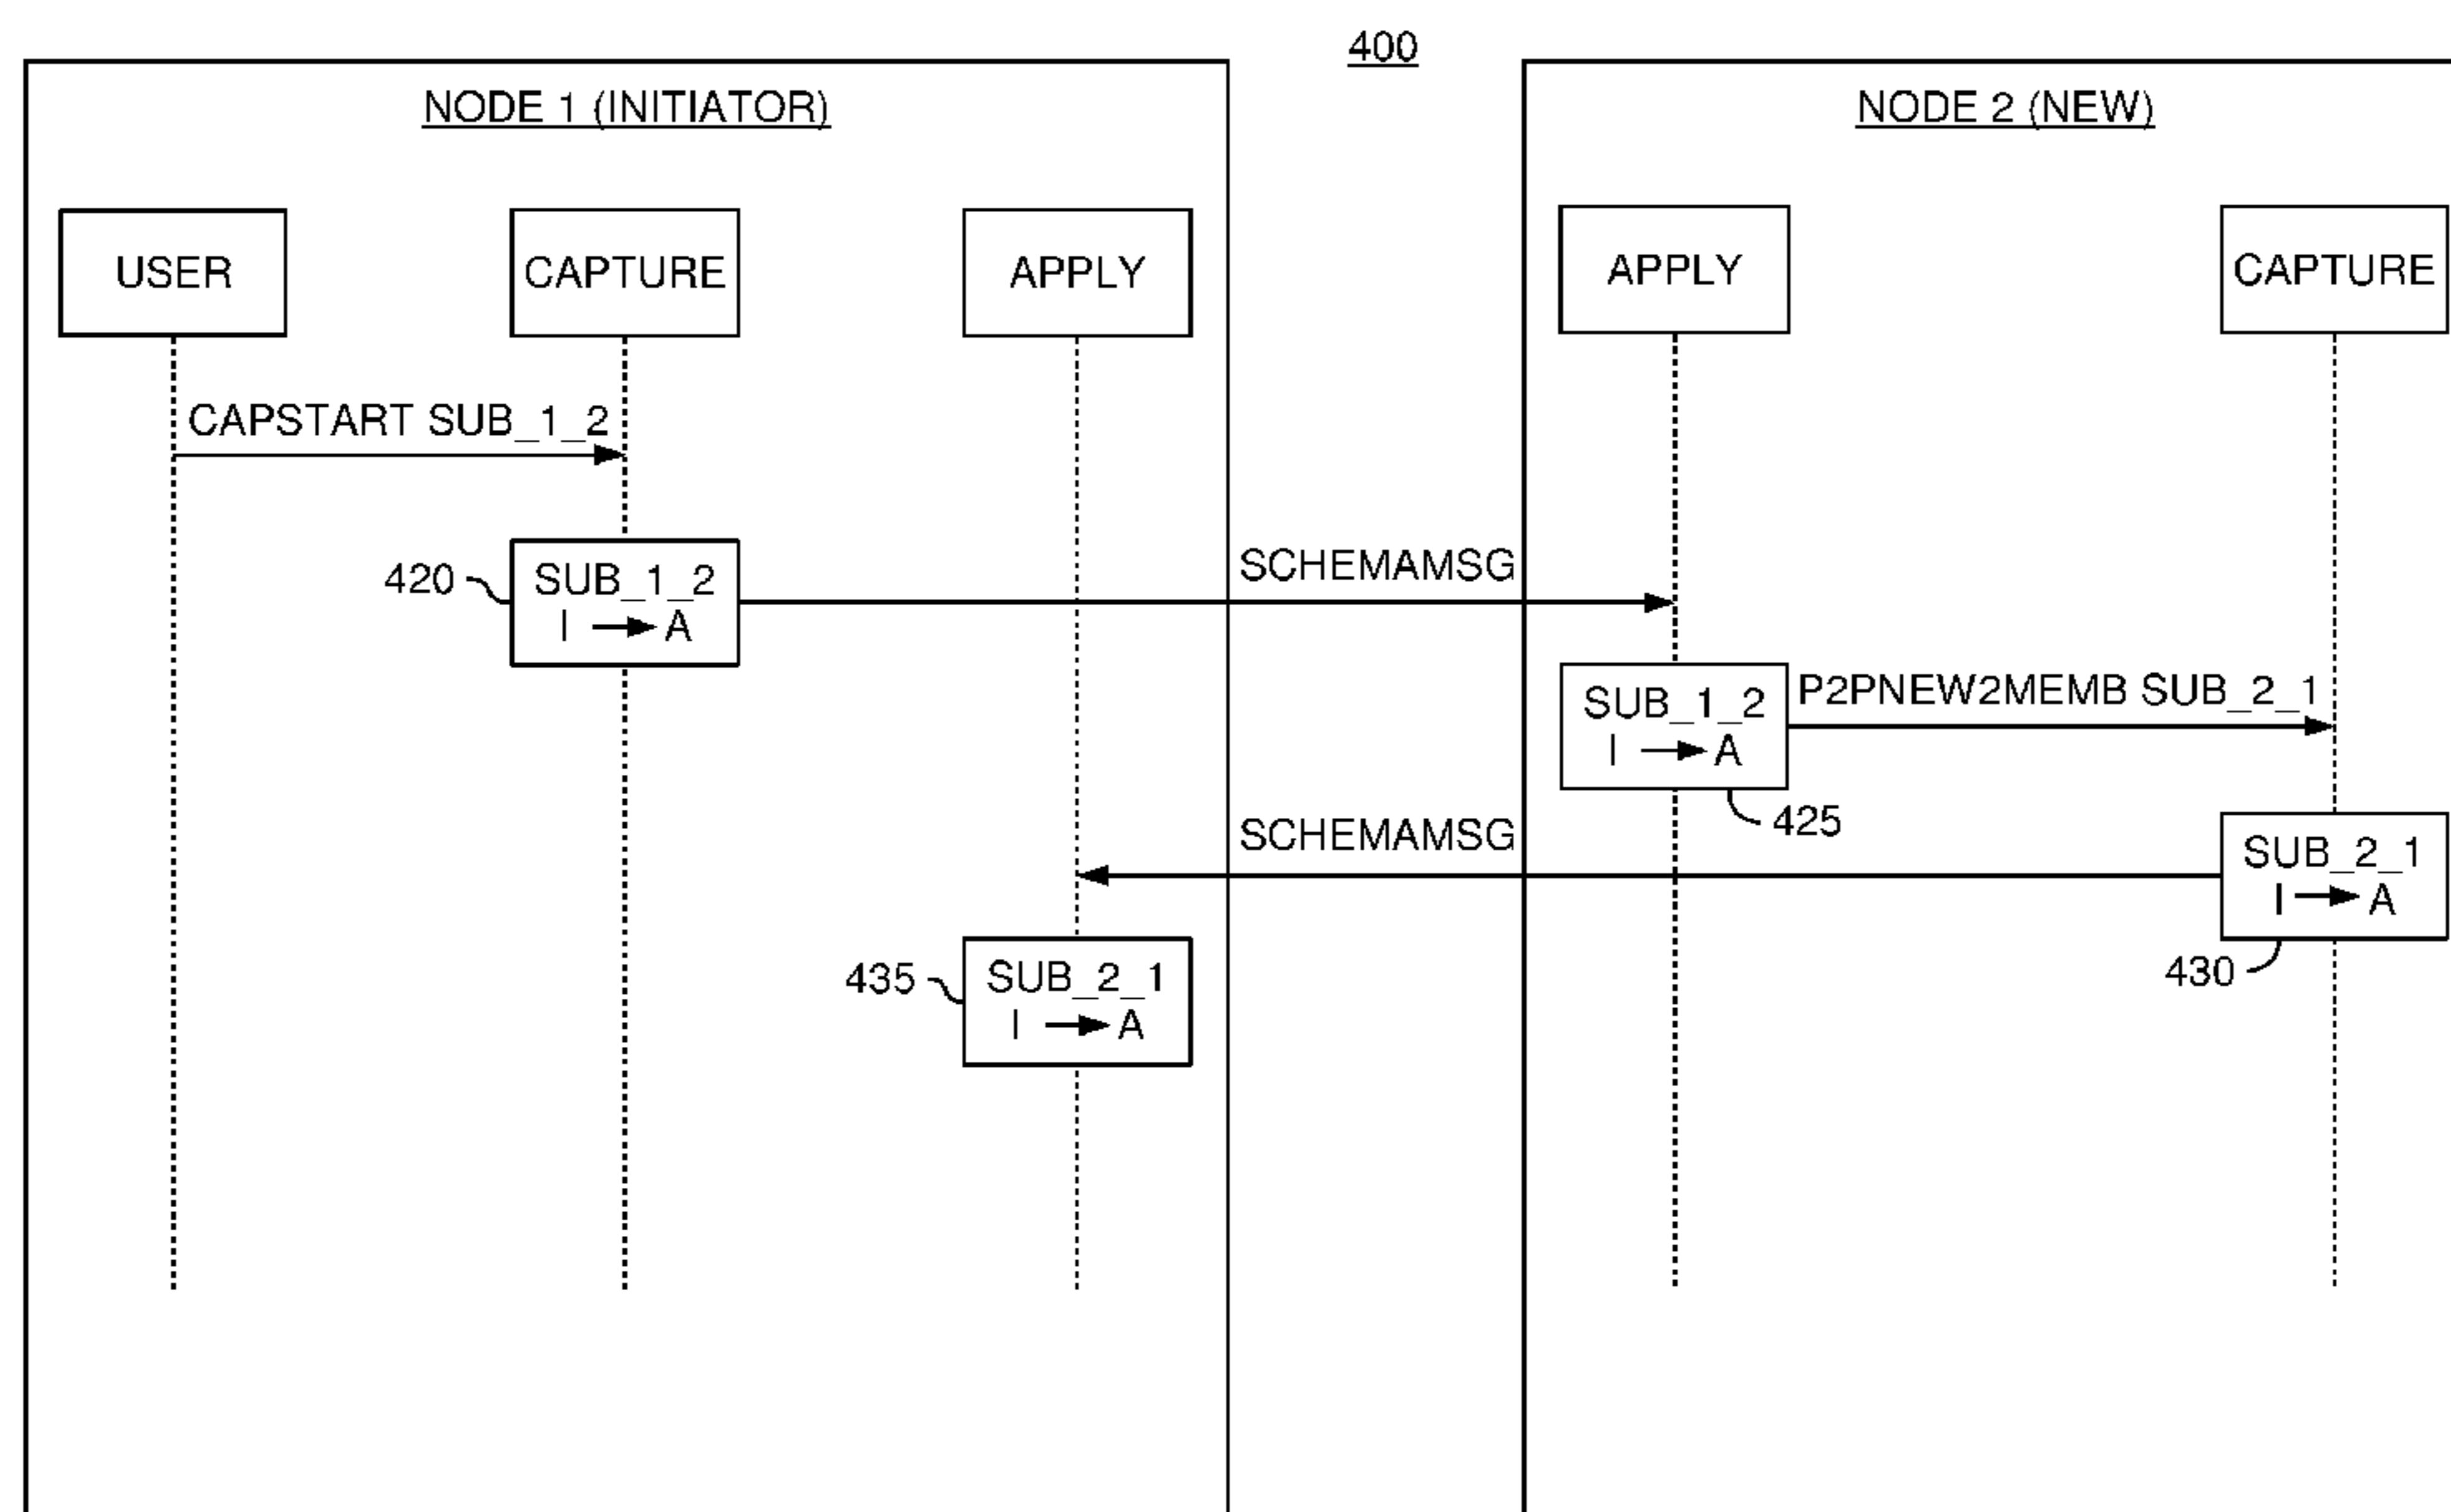 400
NODE 1 (INITIATOR)
NODE 2 (NEW)
USER
CAPTURE
APPLY
APPLY
CAPTURE
CAPSTART SUB_1_2
420
SUB_1_2
I → A
SCHEMAMSG
SUB_1_2
I → A
P2PNEW2MEMB SUB_2_1
425
SCHEMAMSG
SUB_2_1
I → A
430
435
SUB_2_1
I → A